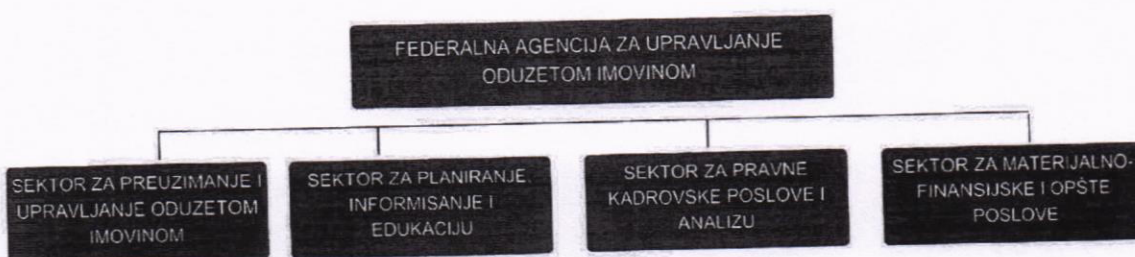 FEDERALNA AGENCIJA ZA UPRAVLJANJE
ODUZETOM IMOVINOM
SEKTOR ZA PREUZIMANJE I
UPRAVLJANJE ODUZETOM
IMOVINOM
SEKTOR ZA PLANIRANJE,
INFORMISANJE I
EDUKACIJU
SEKTOR ZA PRAVNE
KADROVSKE POSLOVE I
ANALIZU
SEKTOR ZA MATERIJALNO-
FINANSIJSKE I OPŠTE
POSLOVE